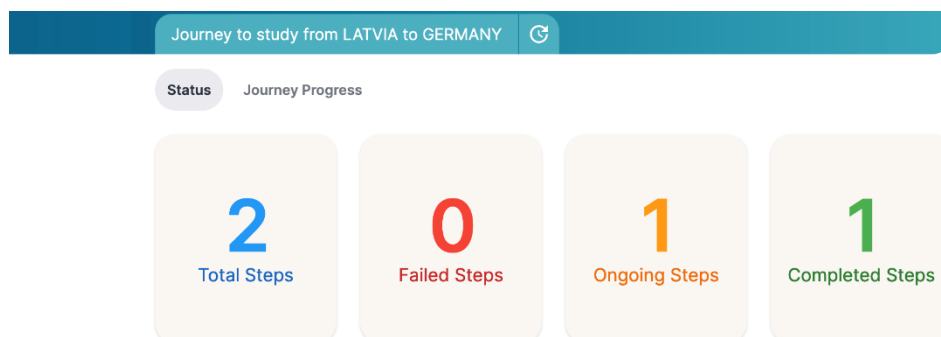 Journey to study from LATVIA to GERMANY
Status Journey Progress
2 0 1 1
Total Steps Failed Steps Ongoing Steps Completed Steps